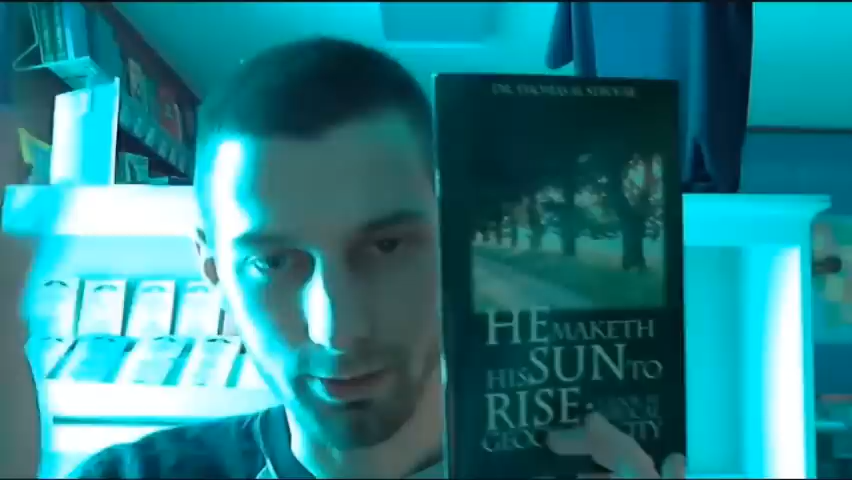 DR. THOMAS M. STROUSE
HE MAKETH
HIS SUN TO
RISE: